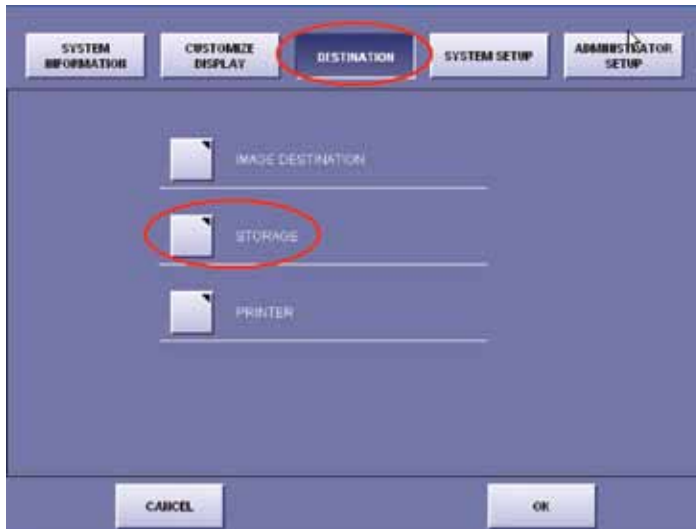 SYSTEM
INFORMATION
CUSTOMIZE
DISPLAY
DESTINATION
SYSTEM SETUP
ADMINISTRATOR
SETUP
IMAGE DESTINATION
STORAGE
PRINTER
CANCEL
OK